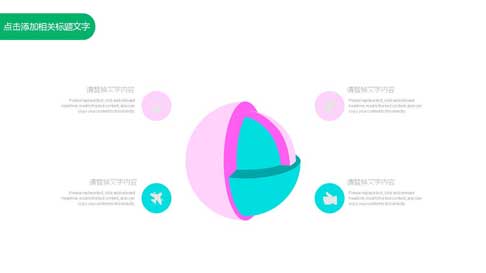 点击添加相关标题文字
请替换文字内容
Please replace text, click add relevant
headline, modify the text content, also can
copy your content to this directly.
请替换文字内容
Please replace text, click add relevant
headline, modify the text content, also can
copy your content to this directly.
请替换文字内容
Please replace text, click add relevant
headline, modify the text content, also can
copy your content to this directly.
请替换文字内容
Please replace text, click add relevant
headline, modify the text content, also can
copy your content to this directly.